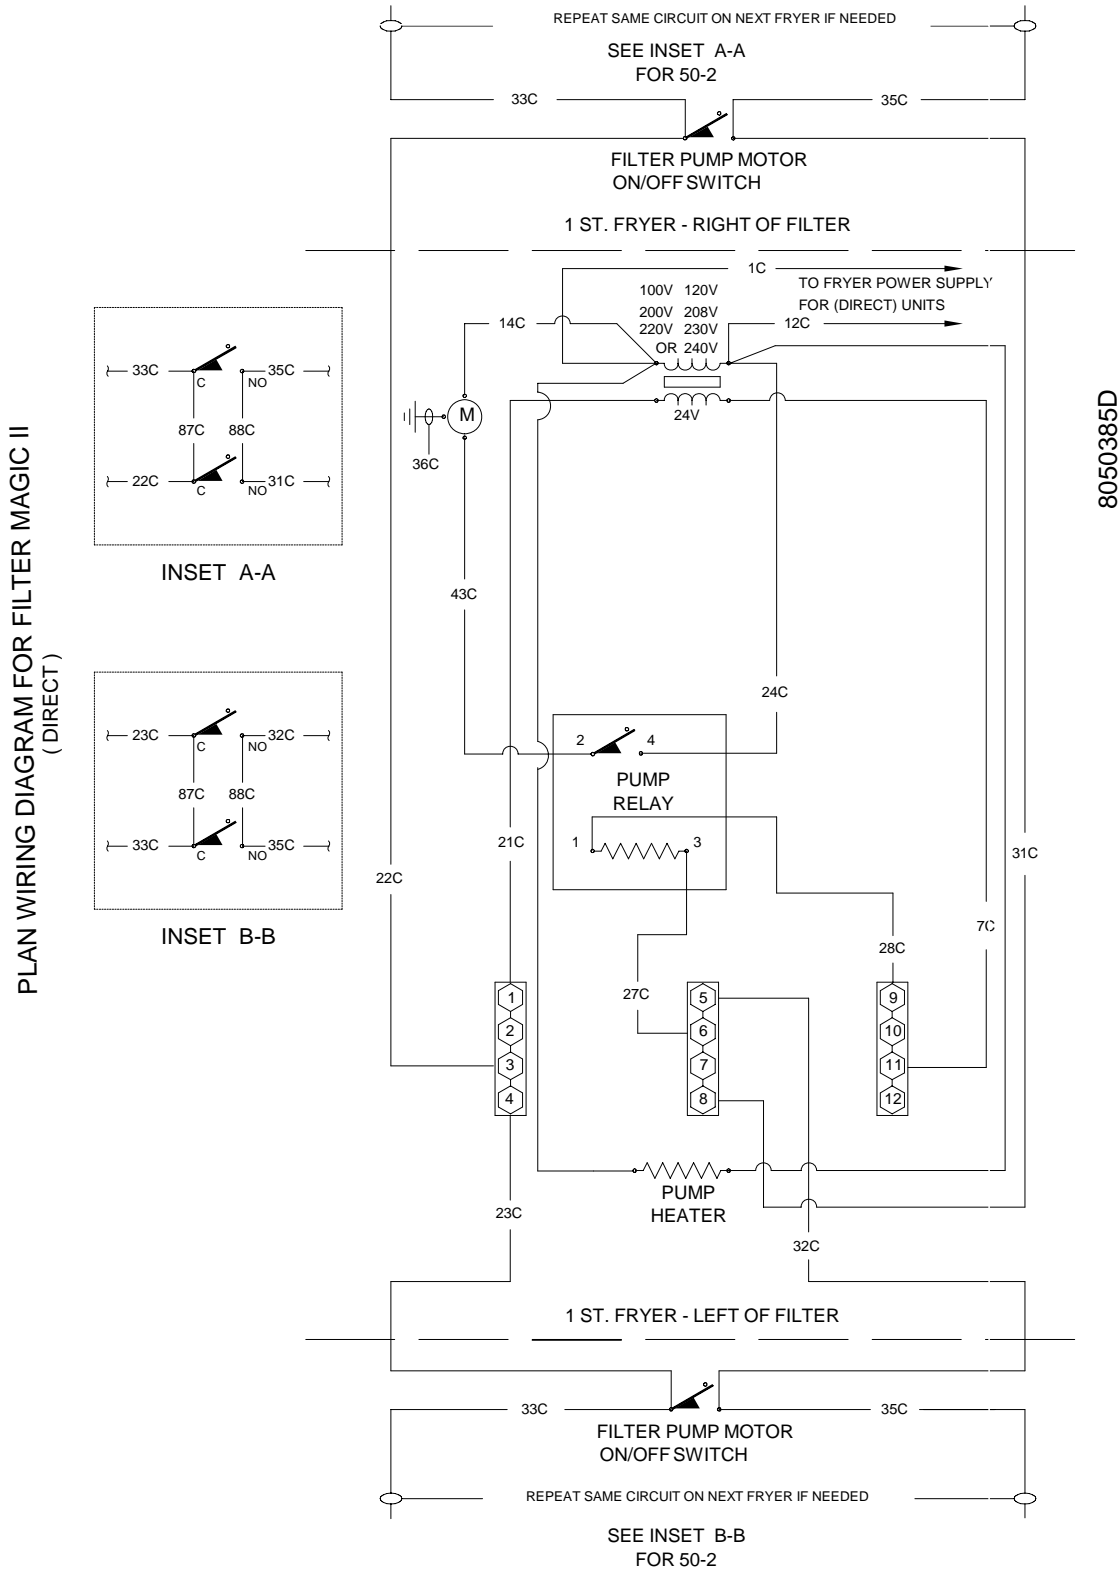 REPEAT SAME CIRCUIT ON NEXT FRYER IF NEEDED
SEE INSET A-A
FOR 50-2
33C
35C
FILTER PUMP MOTOR
ON/OFF SWITCH
1 ST. FRYER - RIGHT OF FILTER
1C
TO FRYER POWER SUPPLY
FOR (DIRECT) UNITS
100V 120V
200V 208V
220V 230V
OR 240V
14C
12C
24V
M
36C
43C
24C
2
4
PUMP
RELAY
1
3
21C
22C
31C
7C
28C
27C
1
2
3
4
5
6
7
8
9
10
11
12
PUMP
HEATER
23C
32C
1 ST. FRYER - LEFT OF FILTER
33C
35C
FILTER PUMP MOTOR
ON/OFF SWITCH
REPEAT SAME CIRCUIT ON NEXT FRYER IF NEEDED
SEE INSET B-B
FOR 50-2
33C
C
NO
35C
87C
88C
22C
C
NO
31C
INSET A-A
23C
C
NO
32C
87C
88C
33C
C
NO
35C
INSET B-B
PLAN WIRING DIAGRAM FOR FILTER MAGIC II
( DIRECT )
8050385D